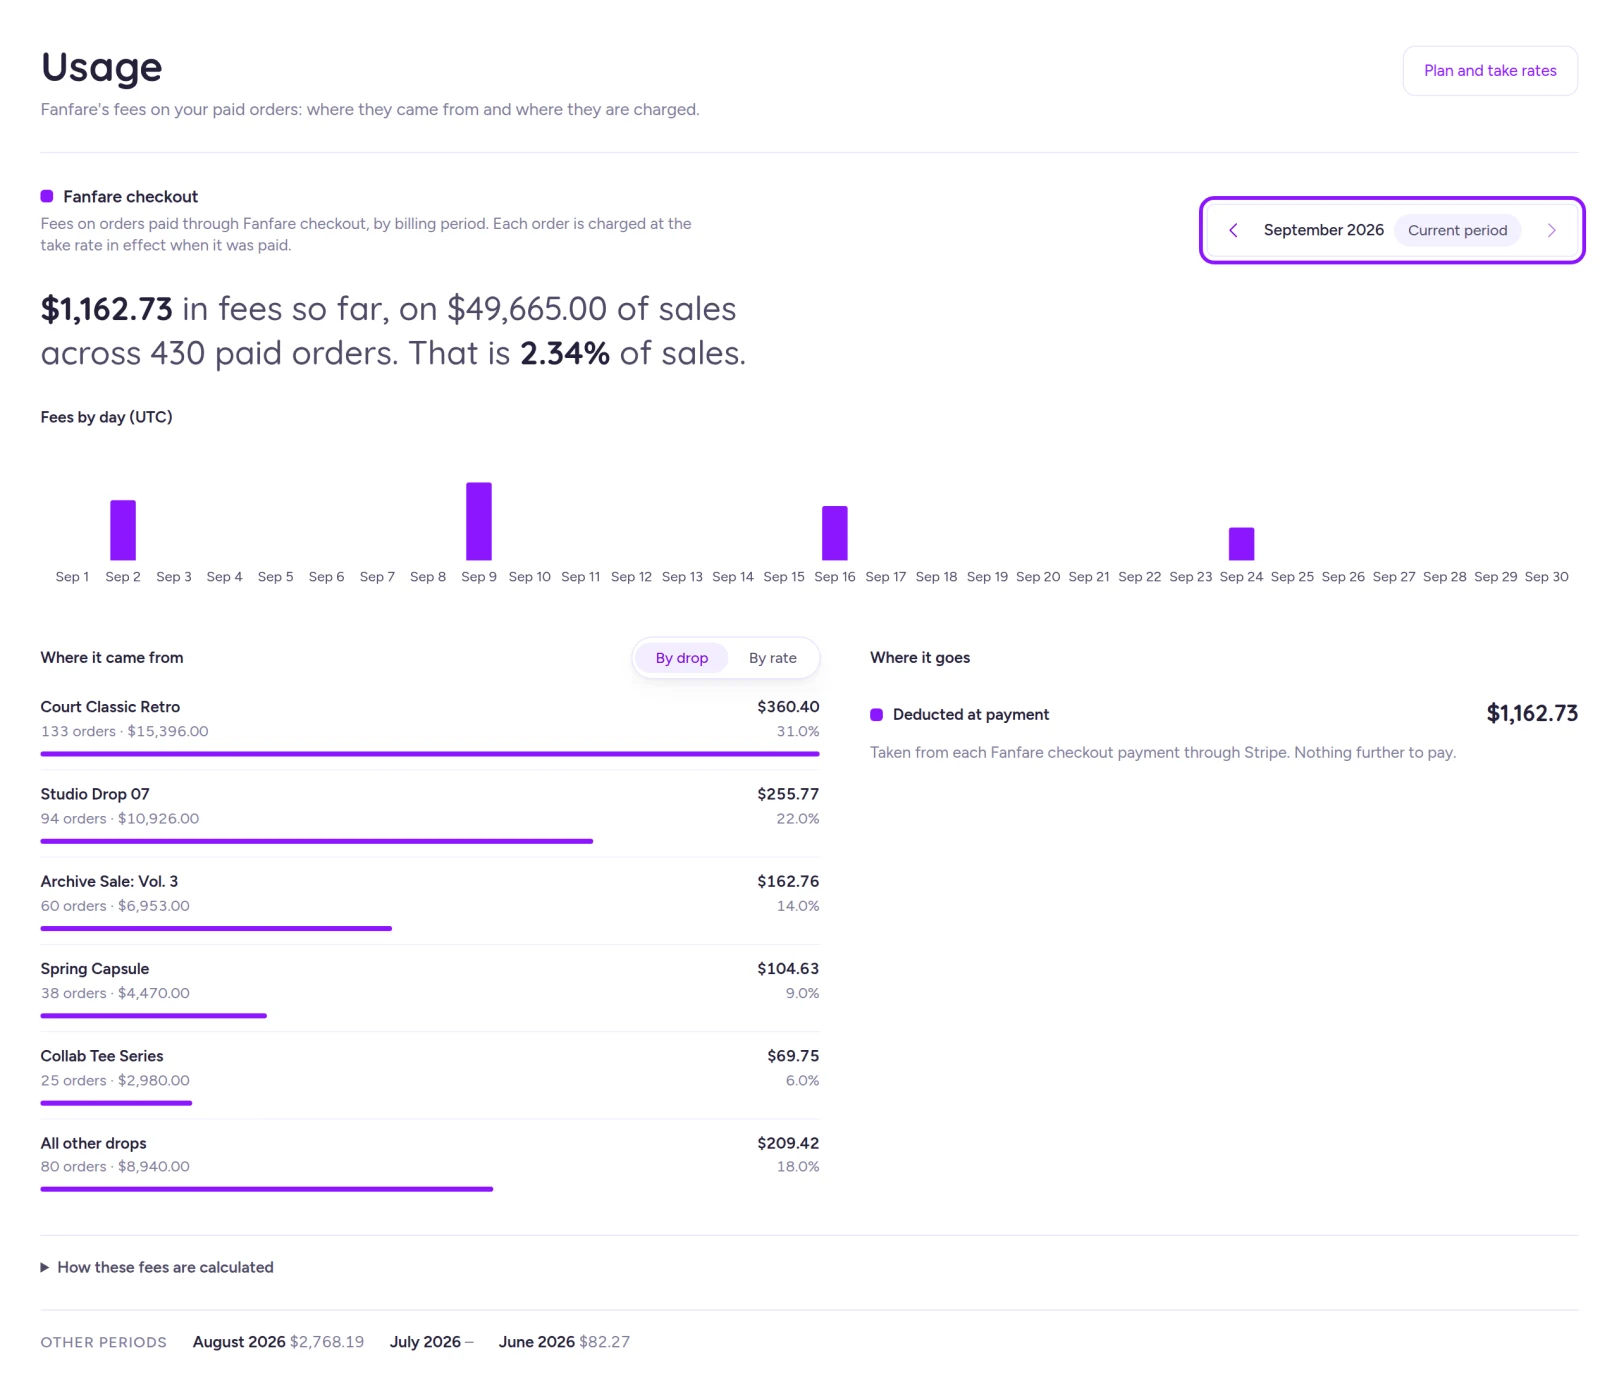 Usage
Plan and take rates
Fanfare's fees on your paid orders: where they came from and where they are charged.
Fanfare checkout
Fees on orders paid through Fanfare checkout, by billing period. Each order is charged at the
take rate in effect when it was paid.
September 2026 Current period
$1,162.73 in fees so far, on $49,665.00 of sales
across 430 paid orders. That is 2.34% of sales.
Fees by day (UTC)
Sep 1 Sep 2 Sep 3 Sep 4 Sep 5 Sep 6 Sep 7 Sep 8 Sep 9 Sep 10 Sep 11 Sep 12 Sep 13 Sep 14 Sep 15 Sep 16 Sep 17 Sep 18 Sep 19 Sep 20 Sep 21 Sep 22 Sep 23 Sep 24 Sep 25 Sep 26 Sep 27 Sep 28 Sep 29 Sep 30
Where it came from
By drop By rate
Court Classic Retro $360.40
133 orders · $15,396.00 31.0%
Studio Drop 07 $255.77
94 orders · $10,926.00 22.0%
Archive Sale: Vol. 3 $162.76
60 orders · $6,953.00 14.0%
Spring Capsule $104.63
38 orders · $4,470.00 9.0%
Collab Tee Series $69.75
25 orders · $2,980.00 6.0%
All other drops $209.42
80 orders · $8,940.00 18.0%
Where it goes
Deducted at payment $1,162.73
Taken from each Fanfare checkout payment through Stripe. Nothing further to pay.
How these fees are calculated
OTHER PERIODS August 2026 $2,768.19 July 2026 – June 2026 $82.27